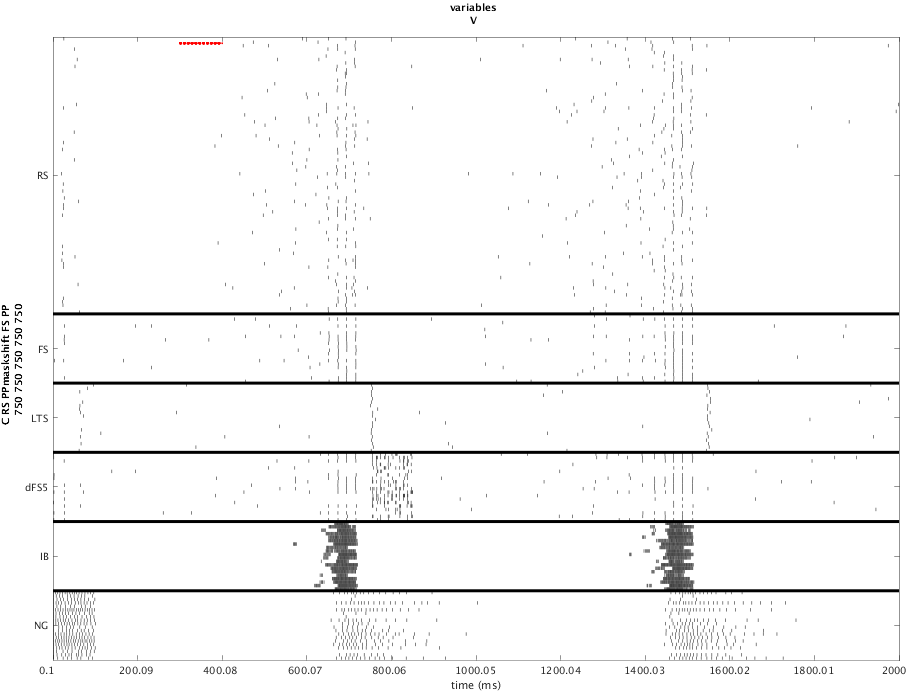 variables
V
C RS PPmaskshift FS PP
750 750 750 750 750
RS
FS
LTS
dFS5
IB
NG
0.1 200.09 400.08 600.07 800.06 1000.05 1200.04 1400.03 1600.02 1800.01 2000
time (ms)